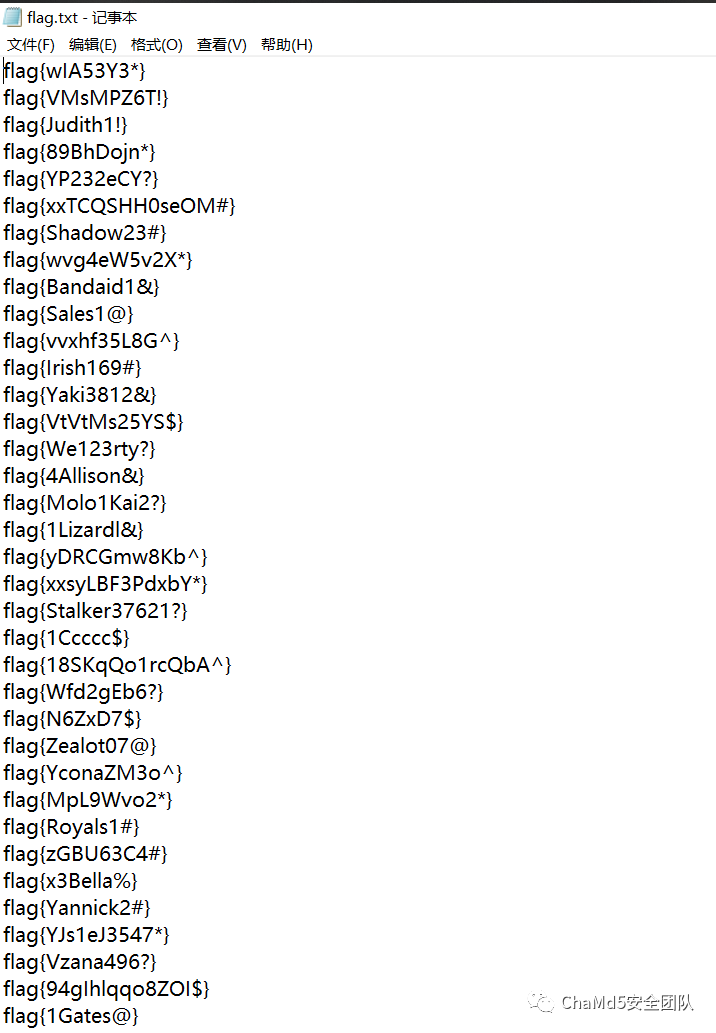 flag.txt - 记事本
文件(F) 编辑(E) 格式(O) 查看(V) 帮助(H)
flag{wIA53Y3*}
flag{VMsMPZ6T!}
flag{Judith1!}
flag{89BhDojn*}
flag{YP232eCY?}
flag{xxTCQSHH0seOM#}
flag{Shadow23#}
flag{wvg4eW5v2X*}
flag{Bandaid1&}
flag{Sales1@}
flag{vvxhf35L8G^}
flag{Irish169#}
flag{Yaki3812&}
flag{VtVtMs25YS$}
flag{We123rty?}
flag{4Allison&}
flag{Molo1Kai2?}
flag{1Lizardl&}
flag{yDRCGmw8Kb^}
flag{xxsyLBF3PdxbY*}
flag{Stalker37621?}
flag{1Ccccc$}
flag{18SKqQo1rcQbA^}
flag{Wfd2gEb6?}
flag{N6ZxD7$}
flag{Zealot07@}
flag{YconaZM3o^}
flag{MpL9Wvo2*}
flag{Royals1#}
flag{zGBU63C4#}
flag{x3Bella%}
flag{Yannick2#}
flag{YJs1eJ3547*}
flag{Vzana496?}
flag{94gIhlqqo8ZOI$}
flag{1Gates@}
ChaMd5安全团队